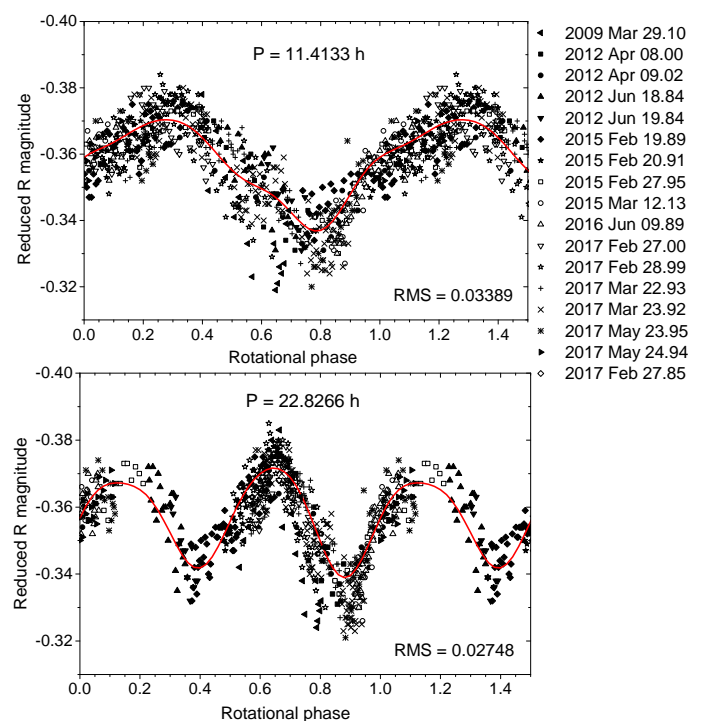 -0.40
P = 11.4133 h
-0.38
-0.36
-0.34
-0.32
Reduced R magnitude
RMS = 0.03389
0.0 0.2 0.4 0.6 0.8 1.0 1.2 1.4
Rotational phase
2009 Mar 29.10
2012 Apr 08.00
2012 Apr 09.02
2012 Jun 18.84
2012 Jun 19.84
2015 Feb 19.89
2015 Feb 20.91
2015 Feb 27.95
2015 Mar 12.13
2016 Jun 09.89
2017 Feb 27.00
2017 Feb 28.99
2017 Mar 22.93
2017 Mar 23.92
2017 May 23.95
2017 May 24.94
2017 Feb 27.85
-0.40
P = 22.8266 h
-0.38
-0.36
-0.34
-0.32
Reduced R magnitude
RMS = 0.02748
0.0 0.2 0.4 0.6 0.8 1.0 1.2 1.4
Rotational phase